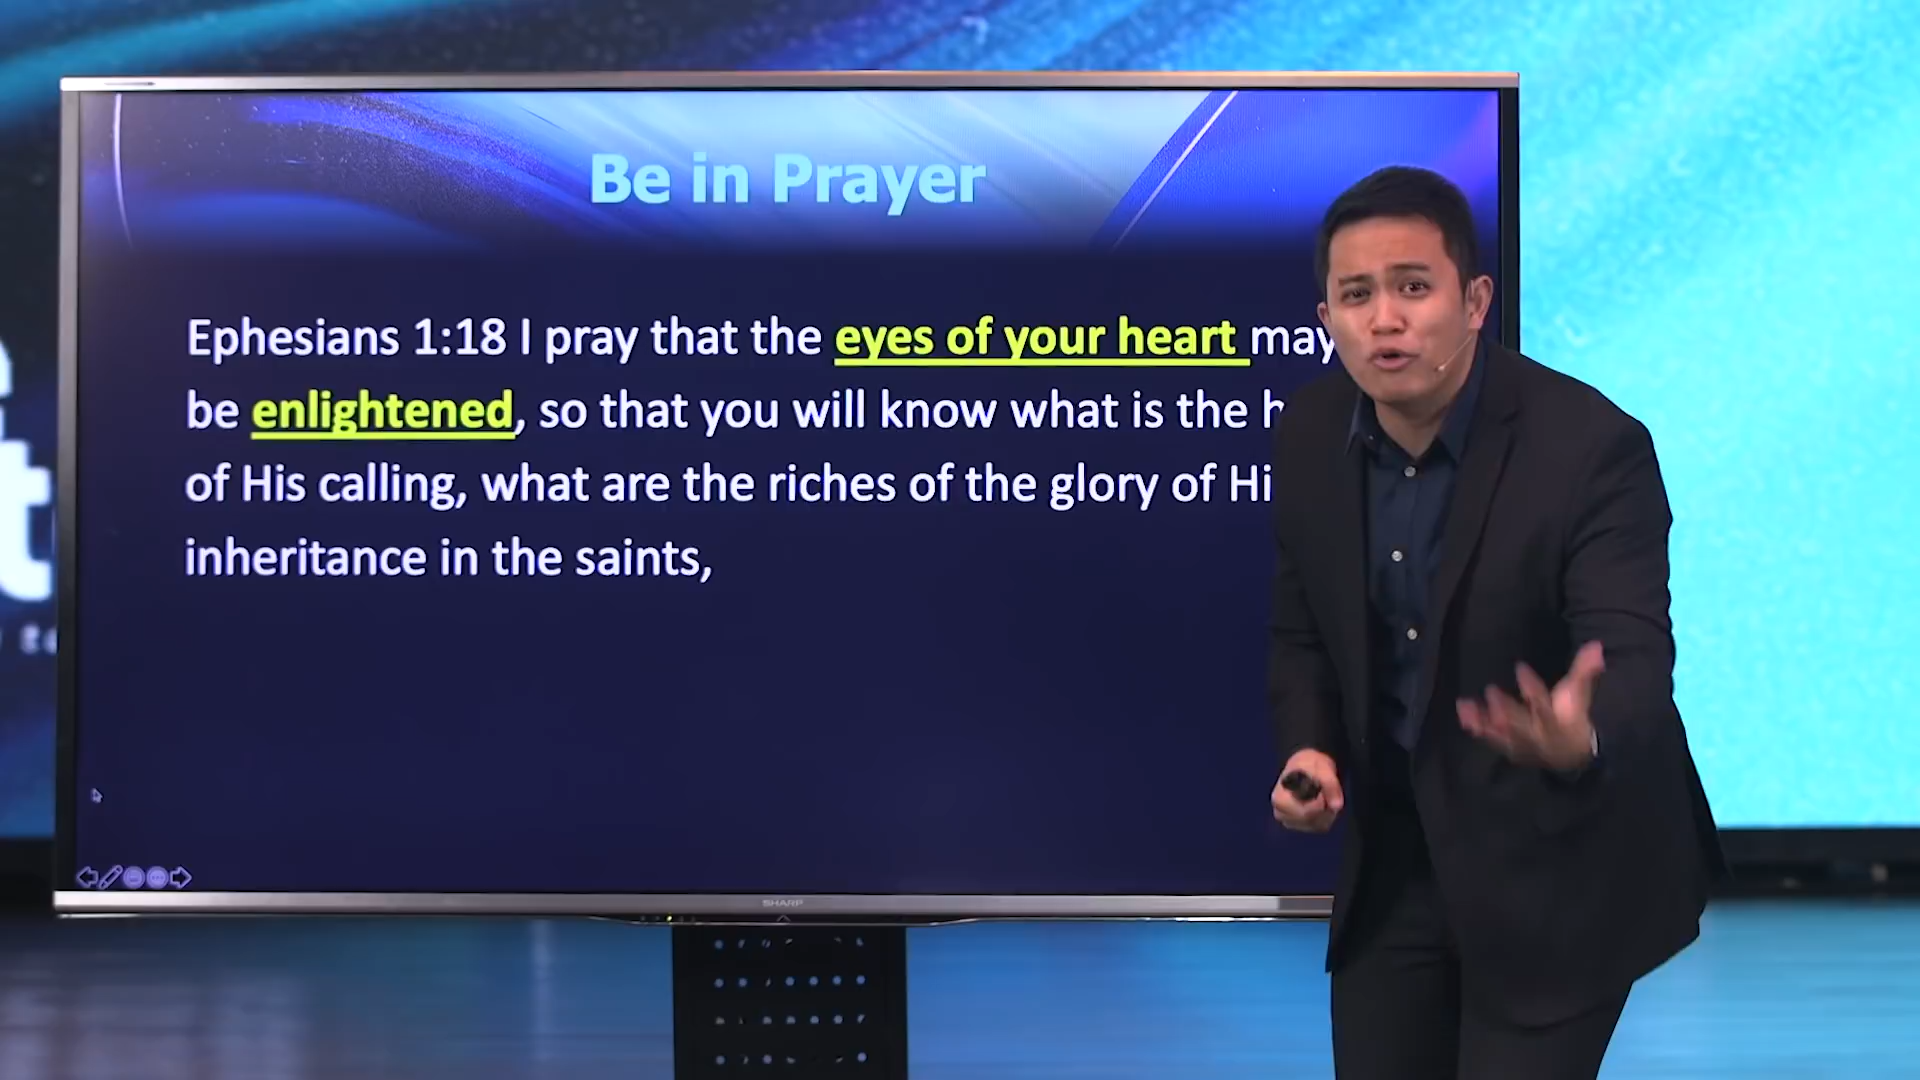 Be in Prayer
Ephesians 1:18 I pray that the eyes of your heart may
be enlightened, so that you will know what is the
of His calling, what are the riches of the glory of
inheritance in the saints,
SHARP